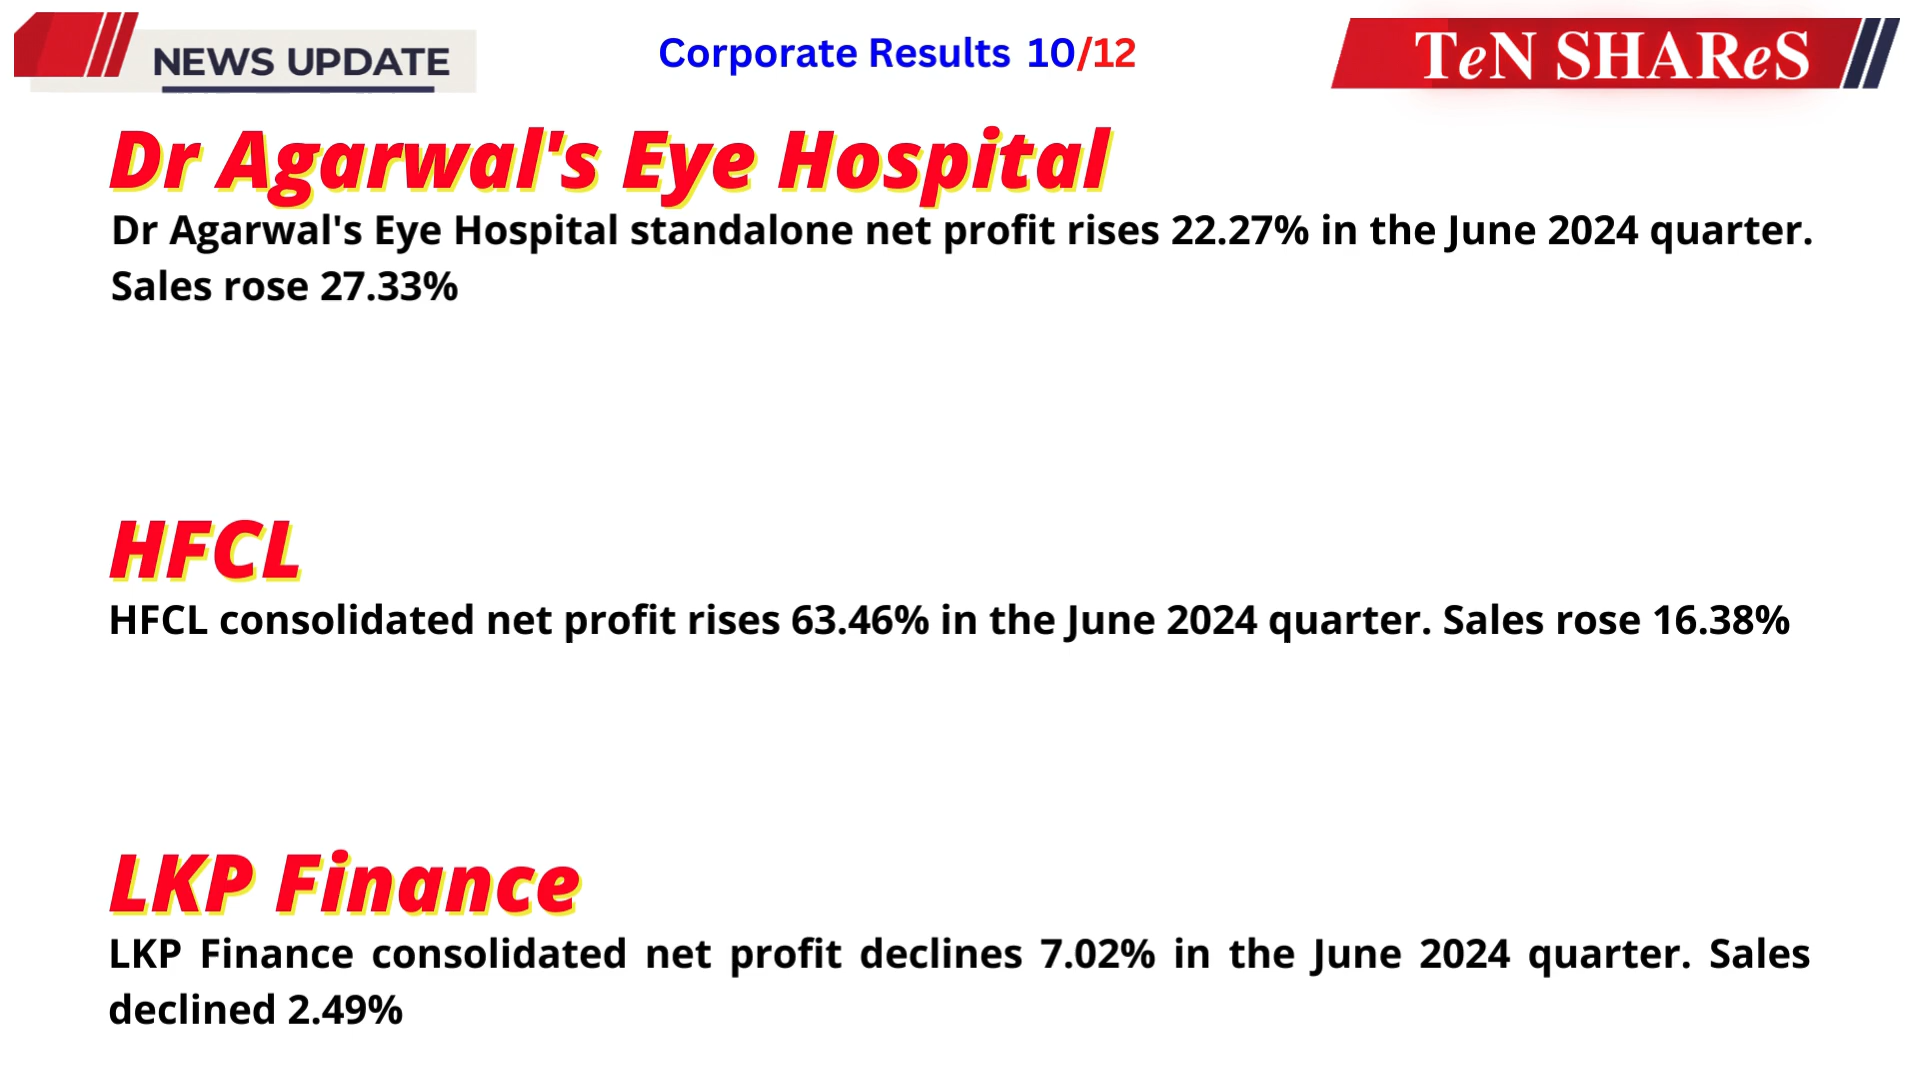 NEWS UPDATE
Corporate Results 10/12
TeN SHAReS
Dr Agarwal's Eye Hospital
Dr Agarwal's Eye Hospital standalone net profit rises 22.27% in the June 2024 quarter.
Sales rose 27.33%
HFCL
HFCL consolidated net profit rises 63.46% in the June 2024 quarter. Sales rose 16.38%
LKP Finance
LKP Finance consolidated net profit declines 7.02% in the June 2024 quarter. Sales
declined 2.49%